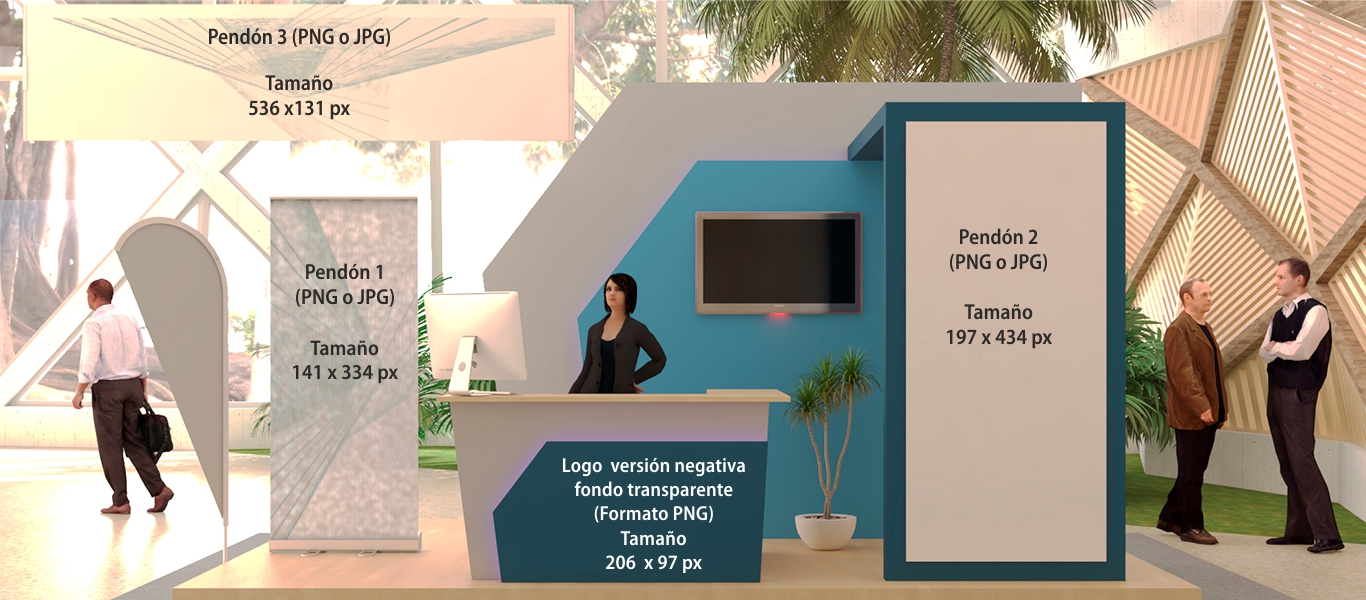 Pendón 3 (PNG o JPG)
Tamaño
536 x131 px
Pendón 1
(PNG o JPG)
Tamaño
141 x 334 px
Logo  versión negativa
fondo transparente
(Formato PNG)
Tamaño
206  x 97 px
Pendón 2
(PNG o JPG)
Tamaño
197 x 434 px